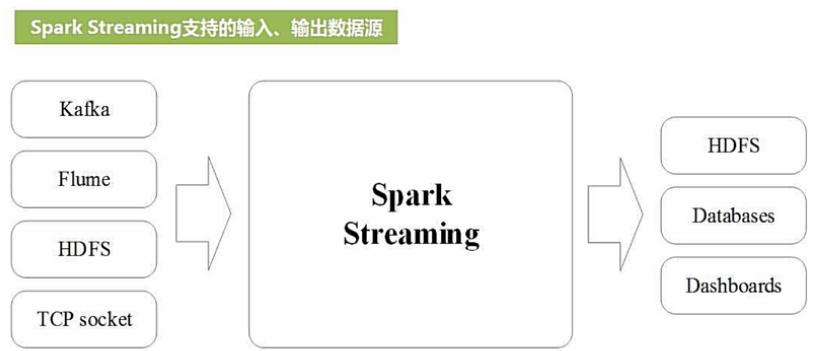 Spark Streaming支持的输入、输出数据源
Kafka
Flume
HDFS
TCP socket
Spark
Streaming
HDFS
Databases
Dashboards